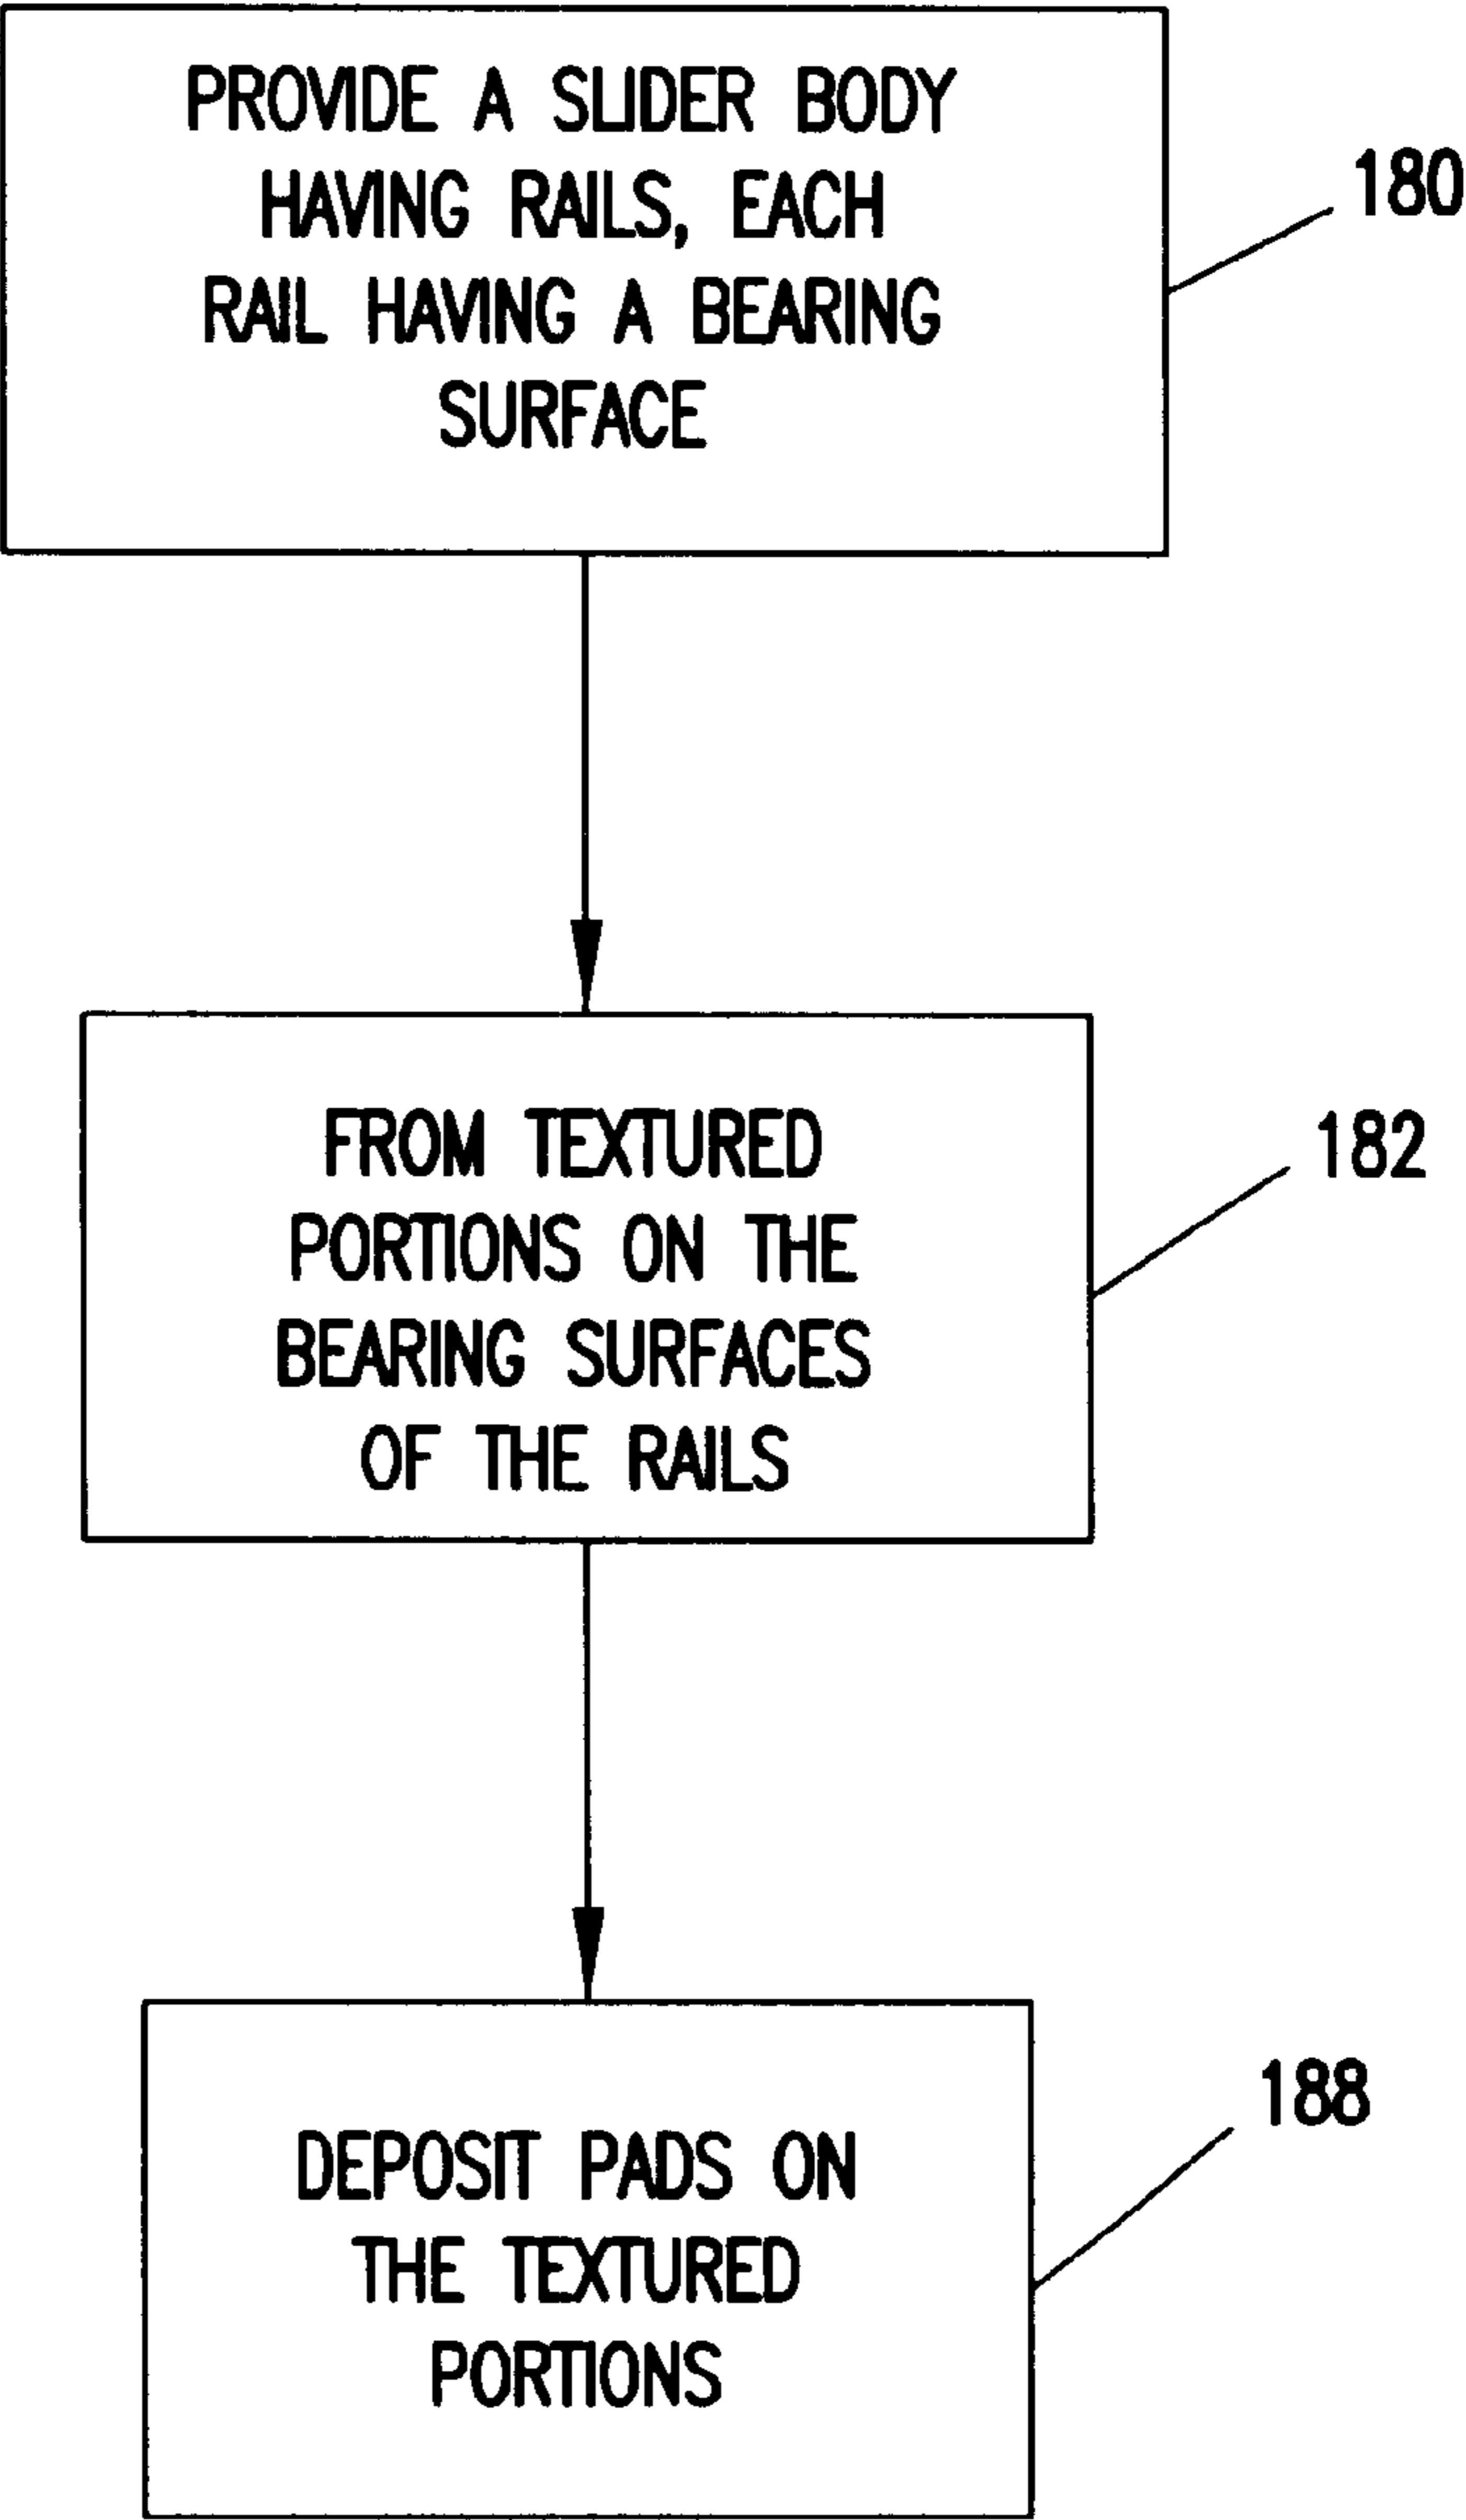 PROVIDE A SLIDER BODY
HAVING RAILS, EACH
RAIL HAVING A BEARING
SURFACE
180
FROM TEXTURED
PORTIONS ON THE
BEARING SURFACES
OF THE RAILS
182
DEPOSIT PADS ON
THE TEXTURED
PORTIONS
188